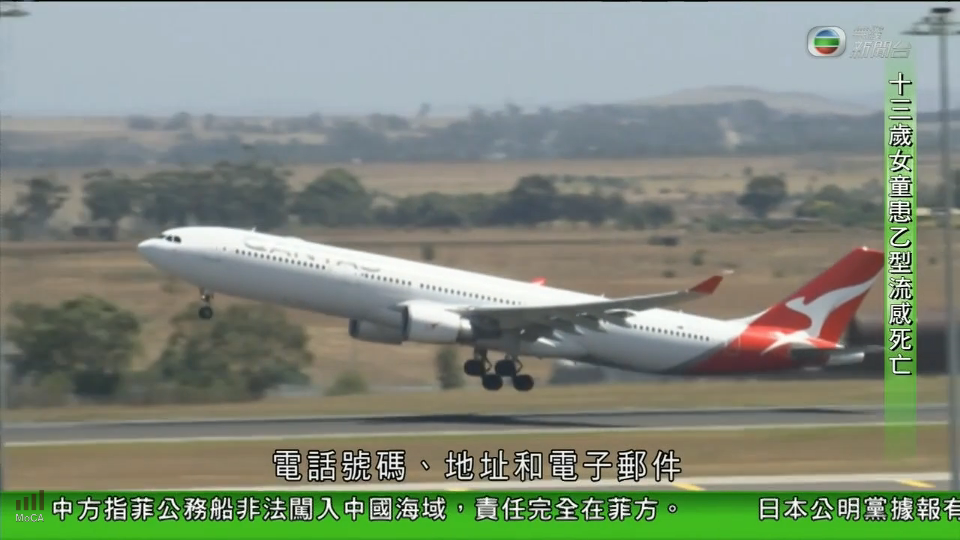 無綫
新聞台
十三歲女童患乙型流感死亡
電話號碼、地址和電子郵件
MoCA
中方指菲公務船非法闖入中國海域，責任完全在菲方。 日本公明黨據報有